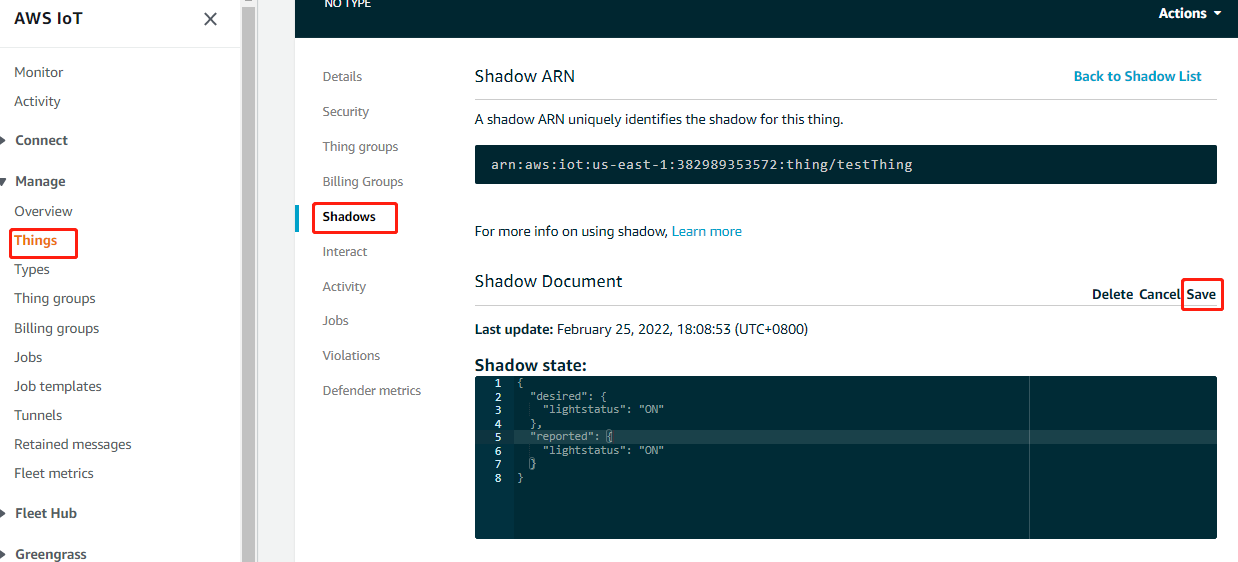 AWS IoT
Monitor
Activity
Connect
Manage
Overview
Things
Types
Thing groups
Billing groups
Jobs
Job templates
Tunnels
Retained messages
Fleet metrics
Fleet Hub
Greengrass
NO TYPE
Actions
Details
Security
Thing groups
Billing Groups
Shadows
Interact
Activity
Jobs
Violations
Defender metrics
Shadow ARN
Back to Shadow List
A shadow ARN uniquely identifies the shadow for this thing.
arn:aws:iot:us-east-1:382989353572:thing/testThing
For more info on using shadow, Learn more
Shadow Document
Delete Cancel Save
Last update: February 25, 2022, 18:08:53 (UTC+0800)
Shadow state:
1 {
2 "desired": {
3 "lightstatus": "ON"
4 },
5 "reported": {
6 "lightstatus": "ON"
7 }
8 }